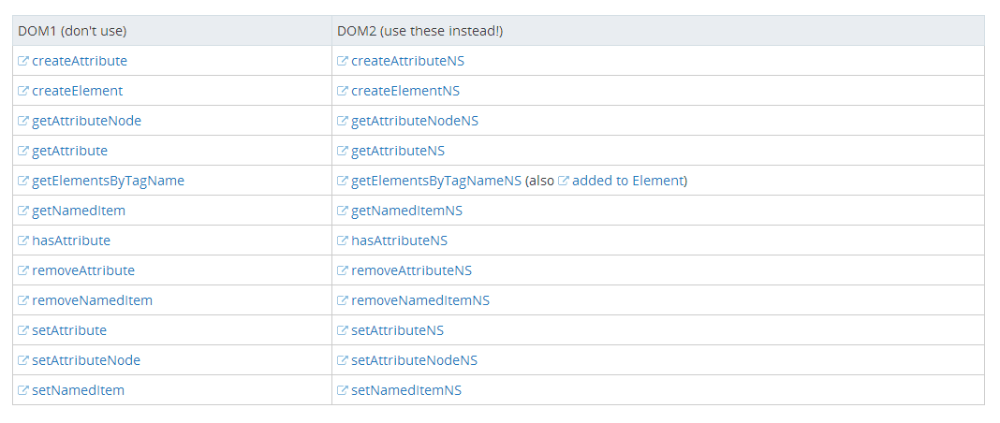 DOM1 (don't use) DOM2 (use these instead!)
createAttribute createAttributeNS
createElement createElementNS
getAttributeNode getAttributeNodeNS
getAttribute getAttributeNS
getElementsByTagName getElementsByTagNameNS (also added to Element)
getNamedItem getNamedItemNS
hasAttribute hasAttributeNS
removeAttribute removeAttributeNS
removeNamedItem removeNamedItemNS
setAttribute setAttributeNS
setAttributeNode setAttributeNodeNS
setNamedItem setNamedItemNS